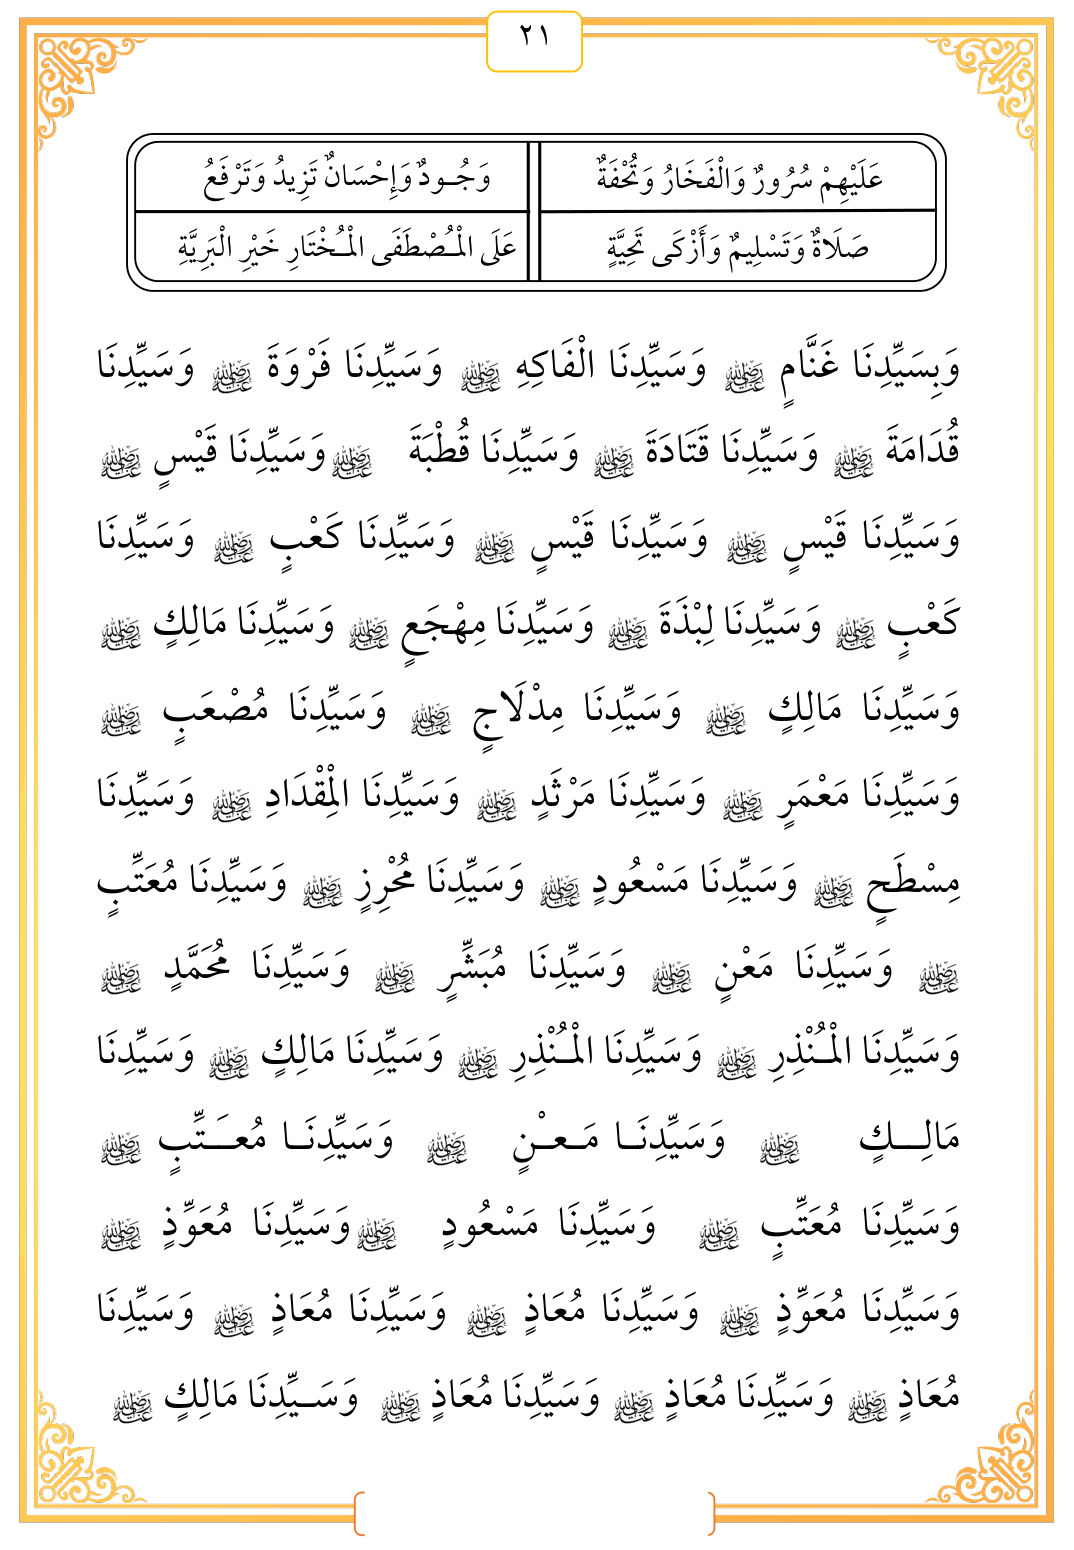 ٢١
عَلَيْهِمْ سُرُورٌ وَالْفَخَارُ وَتُحْفَةٌ وَجُودٌ وَإِحْسَانٌ تَزِيدُ وَتَرْفَعُ
صَلَاةٌ وَتَسْلِيمٌ وَأَزْكَى تَحِيَّةٍ عَلَى الْمُصْطَفَى الْمُخْتَارِ خَيْرِ الْبَرِيَّةِ
وَبِسَيِّدِنَا غَنَّامٍ ؓ وَسَيِّدِنَا الْفَاكِهِ ؓ وَسَيِّدِنَا فَرْوَةَ ؓ وَسَيِّدِنَا
قُدَامَةَ ؓ وَسَيِّدِنَا قَتَادَةَ ؓ وَسَيِّدِنَا قُطْبَةَ ؓ وَسَيِّدِنَا قَيْسٍ ؓ
وَسَيِّدِنَا قَيْسٍ ؓ وَسَيِّدِنَا قَيْسٍ ؓ وَسَيِّدِنَا كَعْبٍ ؓ وَسَيِّدِنَا
كَعْبٍ ؓ وَسَيِّدِنَا لِبْذَةَ ؓ وَسَيِّدِنَا مِهْجَعٍ ؓ وَسَيِّدِنَا مَالِكٍ ؓ
وَسَيِّدِنَا مَالِكٍ ؓ وَسَيِّدِنَا مِدْلَاجٍ ؓ وَسَيِّدِنَا مُصْعَبٍ ؓ
وَسَيِّدِنَا مَعْمَرٍ ؓ وَسَيِّدِنَا مَرْثَدٍ ؓ وَسَيِّدِنَا الْمِقْدَادِ ؓ وَسَيِّدِنَا
مِسْطَحٍ ؓ وَسَيِّدِنَا مَسْعُودٍ ؓ وَسَيِّدِنَا مُحْرِزٍ ؓ وَسَيِّدِنَا مُعَتِّبٍ
ؓ وَسَيِّدِنَا مَعْنٍ ؓ وَسَيِّدِنَا مُبَشِّرٍ ؓ وَسَيِّدِنَا مُحَمَّدٍ ؓ
وَسَيِّدِنَا الْمُنْذِرِ ؓ وَسَيِّدِنَا الْمُنْذِرِ ؓ وَسَيِّدِنَا مَالِكٍ ؓ وَسَيِّدِنَا
مَالِكٍ ؓ وَسَيِّدِنَا مَعْنٍ ؓ وَسَيِّدِنَا مُعَتِّبٍ ؓ
وَسَيِّدِنَا مُعَتِّبٍ ؓ وَسَيِّدِنَا مَسْعُودٍ ؓ وَسَيِّدِنَا مُعَوِّذٍ ؓ
وَسَيِّدِنَا مُعَوِّذٍ ؓ وَسَيِّدِنَا مُعَاذٍ ؓ وَسَيِّدِنَا مُعَاذٍ ؓ وَسَيِّدِنَا
مُعَاذٍ ؓ وَسَيِّدِنَا مُعَاذٍ ؓ وَسَيِّدِنَا مُعَاذٍ ؓ وَسَيِّدِنَا مَالِكٍ ؓ